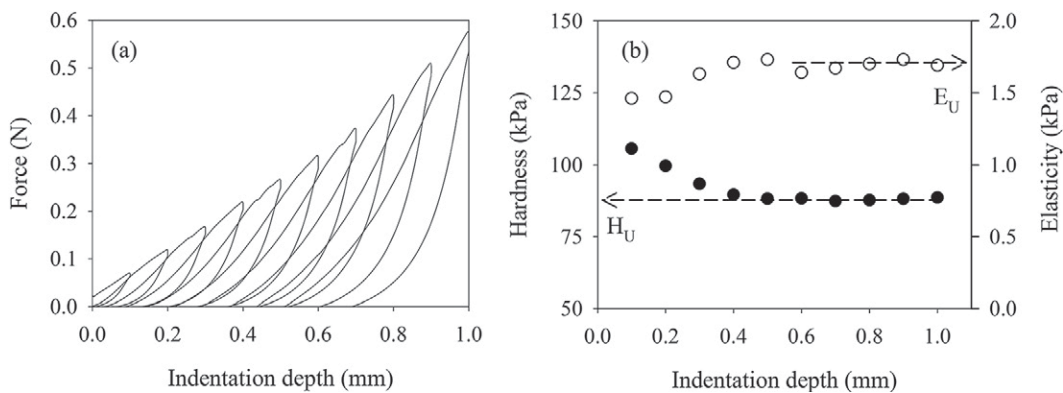 (a)
Force (N)
0.6
0.5
0.4
0.3
0.2
0.1
0.0
0.0 0.2 0.4 0.6 0.8 1.0
Indentation depth (mm)
(b)
Hardness (kPa)
150
125
100
75
50
E_U
H_U
2.0
1.5
1.0
0.5
0.0
Elasticity (kPa)
0.0 0.2 0.4 0.6 0.8 1.0
Indentation depth (mm)